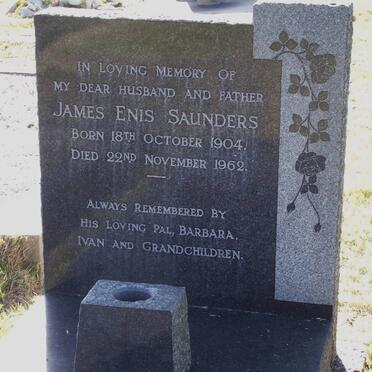 In Loving Memory Of
My Dear Husband and Father
James Enis Saunders
Born 18th October 1904.
Died 22nd November 1962.
Always Remembered By
His Loving Pal, Barbara,
Ivan and Grandchildren.